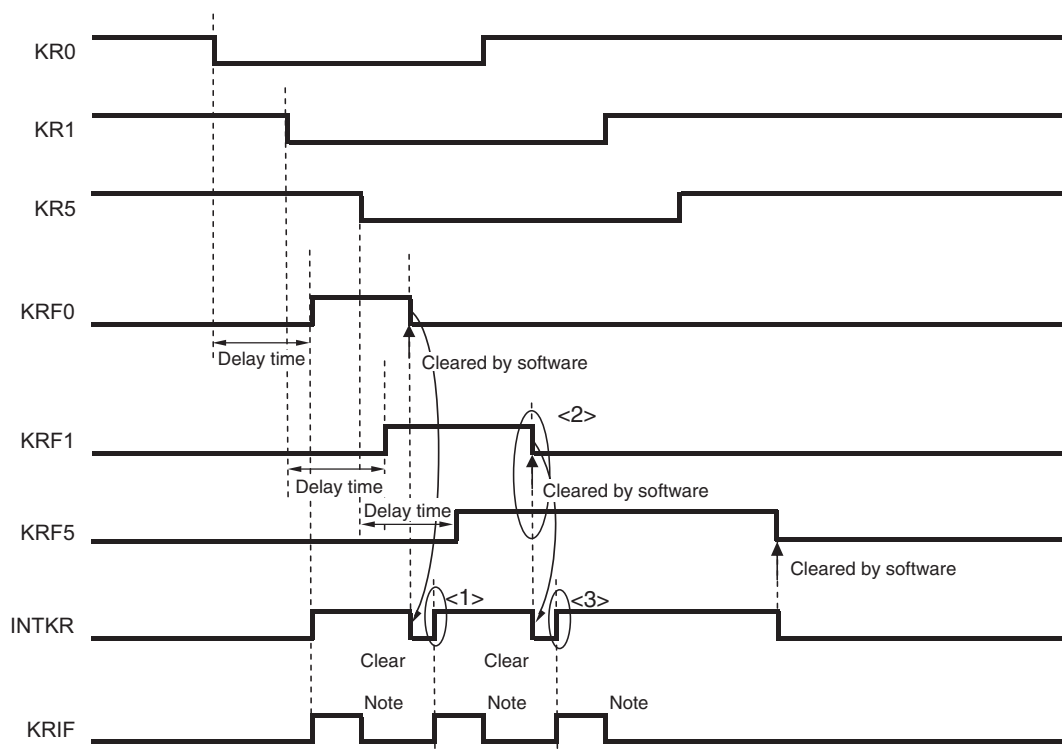 KR0
KR1
KR5
KRF0
Delay time
Cleared by software
<2>
KRF1
Delay time
Cleared by software
Delay time
KRF5
Cleared by software
<1>
<3>
INTKR
Clear
Clear
Note
Note
Note
KRIF